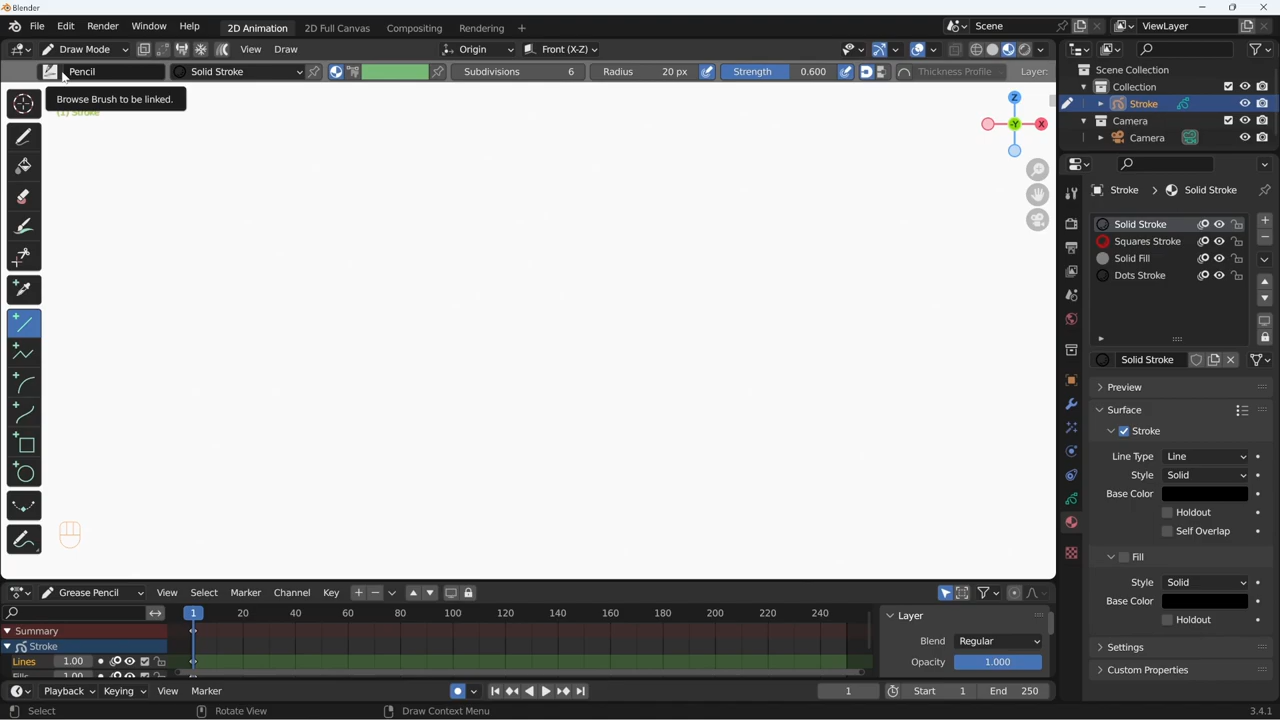 Blender
File Edit Render Window Help 2D Animation 2D Full Canvas Compositing Rendering + Scene ViewLayer
Draw Mode View Draw Origin Front (X-Z)
Pencil Solid Stroke Subdivisions 6 Radius 20 px Strength 0.600 Thickness Profile Layer:
Browse Brush to be linked.
(1) Stroke
Z
-Y
X
Scene Collection
Collection
Stroke
Camera
Camera
Stroke > Solid Stroke
Solid Stroke
Squares Stroke
Solid Fill
Dots Stroke
Solid Stroke
Preview
Surface
Stroke
Line Type Line
Style Solid
Base Color
Holdout
Self Overlap
Fill
Style Solid
Base Color
Holdout
Settings
Custom Properties
Grease Pencil View Select Marker Channel Key
1 20 40 60 80 100 120 140 160 180 200 220 240
Summary
Stroke
Lines 1.00
Layer
Blend Regular
Opacity 1.000
Playback Keying View Marker 1 Start 1 End 250
Select Rotate View Draw Context Menu 3.4.1